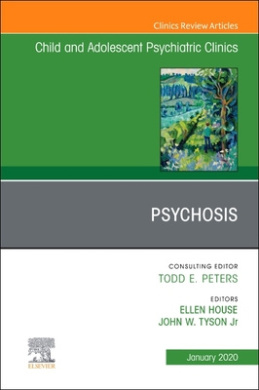 Clinics Review Articles
Child and Adolescent Psychiatric Clinics
PSYCHOSIS
CONSULTING EDITOR
TODD E. PETERS
EDITORS
ELLEN HOUSE
JOHN W. TYSON Jr
ELSEVIER
January 2020